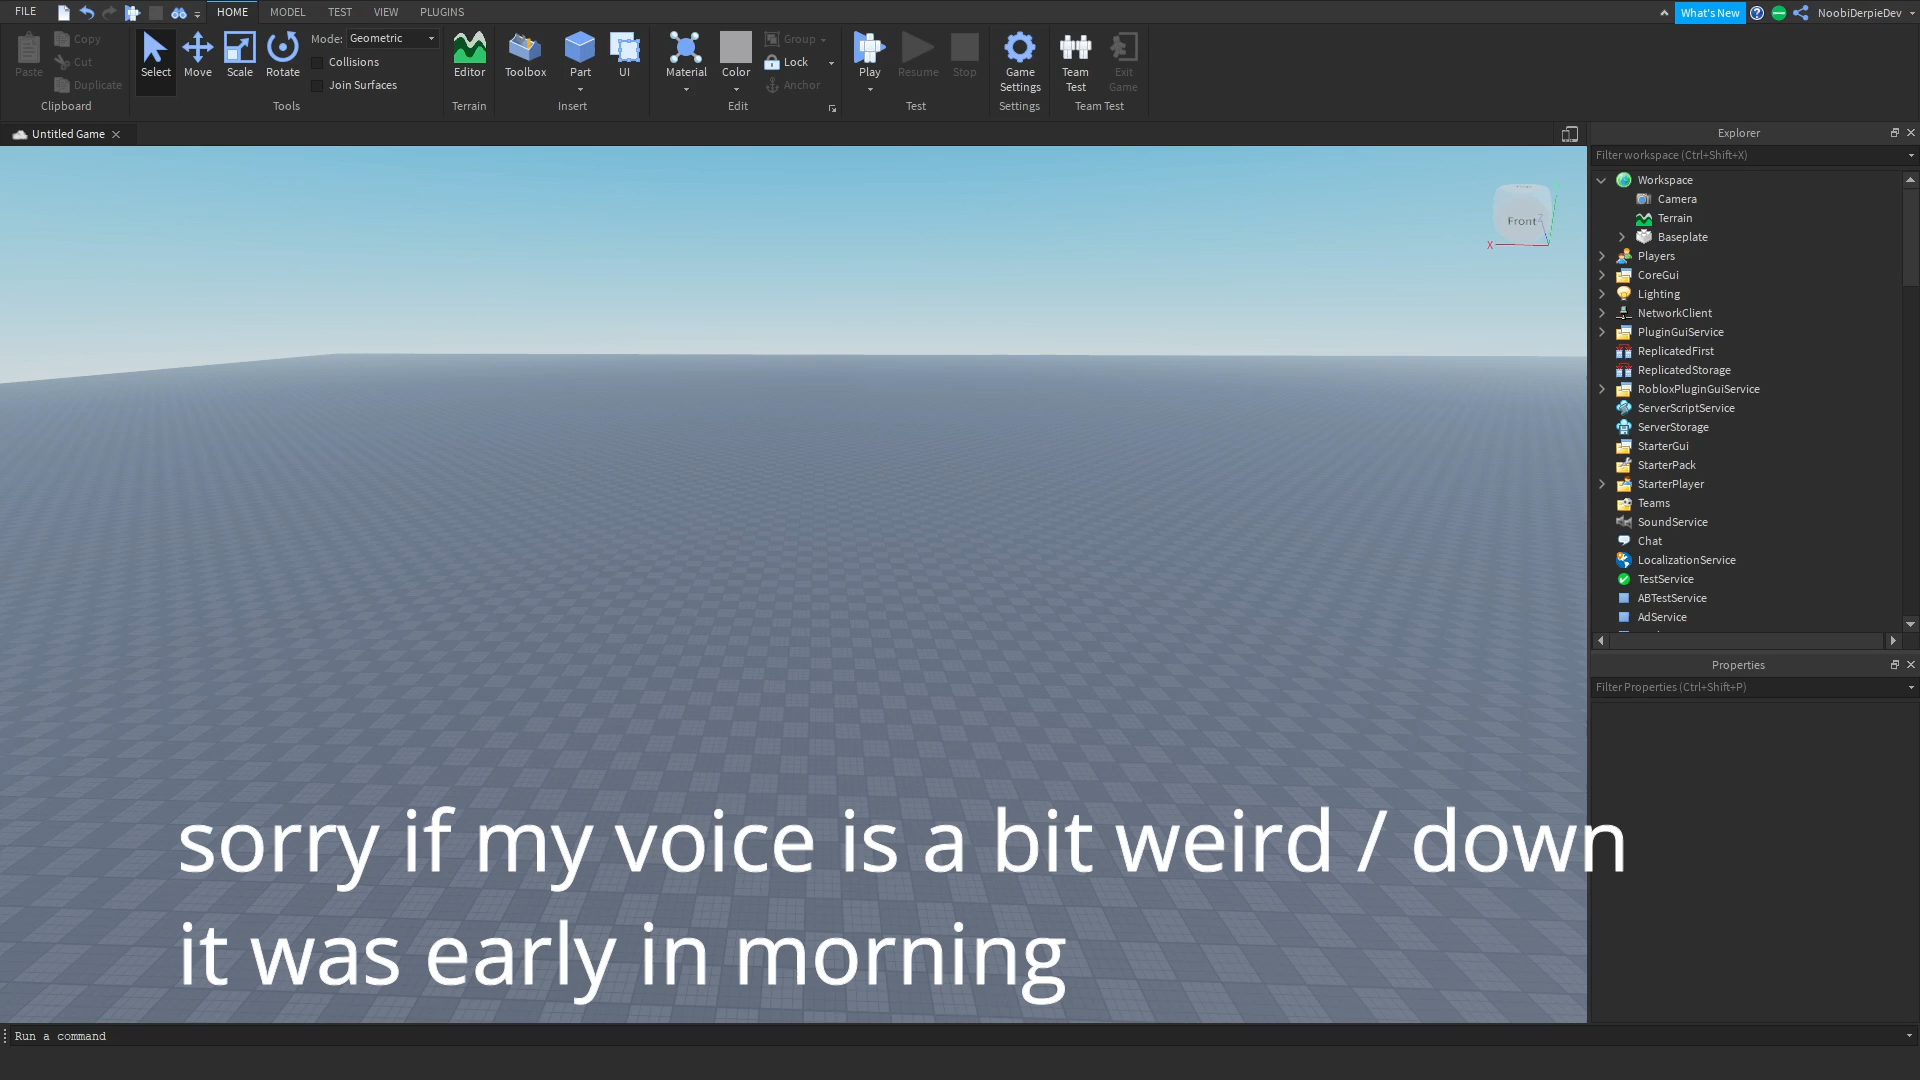 FILE
HOME
MODEL
TEST
VIEW
PLUGINS
What's New
NoobiDerpieDev
Paste
Copy
Cut
Duplicate
Clipboard
Select
Move
Scale
Rotate
Mode: Geometric
Collisions
Join Surfaces
Tools
Editor
Terrain
Toolbox
Part
UI
Insert
Material
Color
Group
Lock
Anchor
Edit
Play
Resume
Stop
Test
Game
Settings
Settings
Team
Test
Exit
Game
Team Test
Untitled Game
Front
X
Z
Explorer
Filter workspace (Ctrl+Shift+X)
Workspace
Camera
Terrain
Baseplate
Players
CoreGui
Lighting
NetworkClient
PluginGuiService
ReplicatedFirst
ReplicatedStorage
RobloxPluginGuiService
ServerScriptService
ServerStorage
StarterGui
StarterPack
StarterPlayer
Teams
SoundService
Chat
LocalizationService
TestService
ABTestService
AdService
Properties
Filter Properties (Ctrl+Shift+P)
sorry if my voice is a bit weird / down
it was early in morning
Run a command